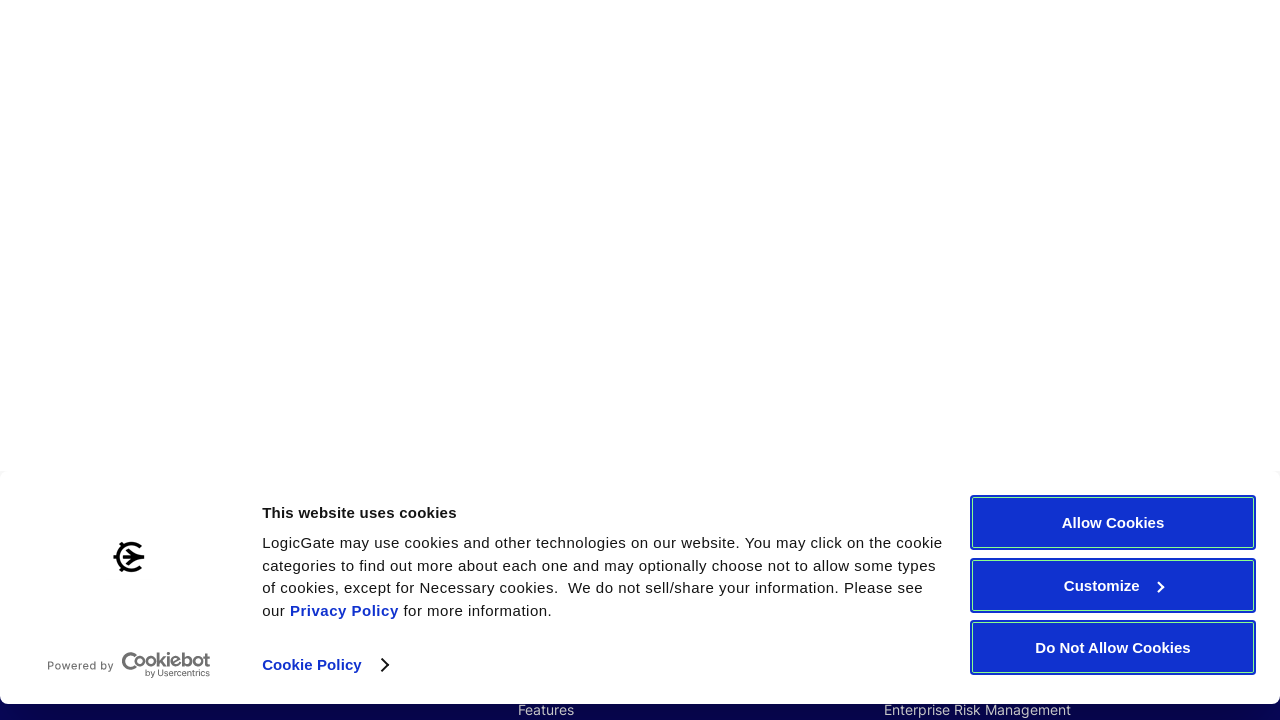 This website uses cookies
LogicGate may use cookies and other technologies on our website. You may click on the cookie
categories to find out more about each one and may optionally choose not to allow some types
of cookies, except for Necessary cookies.  We do not sell/share your information. Please see
our Privacy Policy for more information.
Cookie Policy
Allow Cookies
Customize
Do Not Allow Cookies
Powered by Cookiebot
by Usercentrics
Features
Enterprise Risk Management